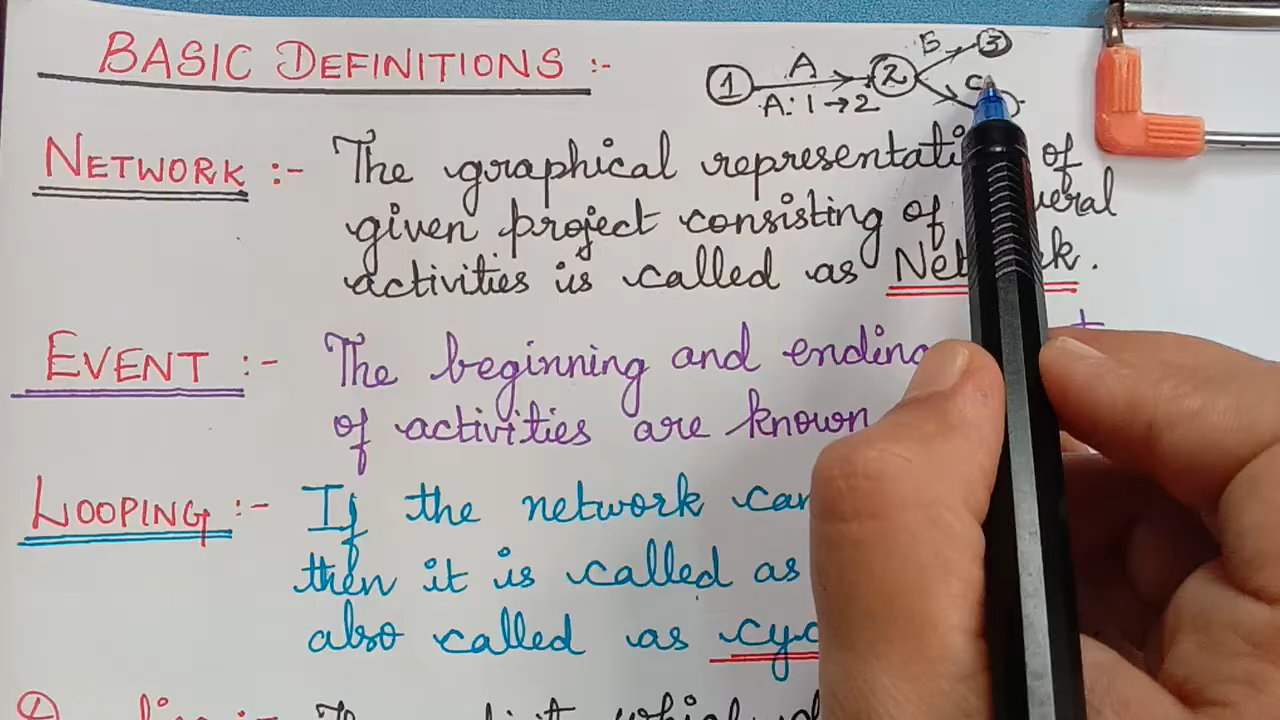 BASIC DEFINITIONS :-
1 A 2 B 3
A: 1 → 2 C
NETWORK :- The graphical representati of
given project consisting of
activities is called as Net k.
EVENT :- The beginning and ending
of activities are known
LOOPING :- If the network
then it is called as
also called as